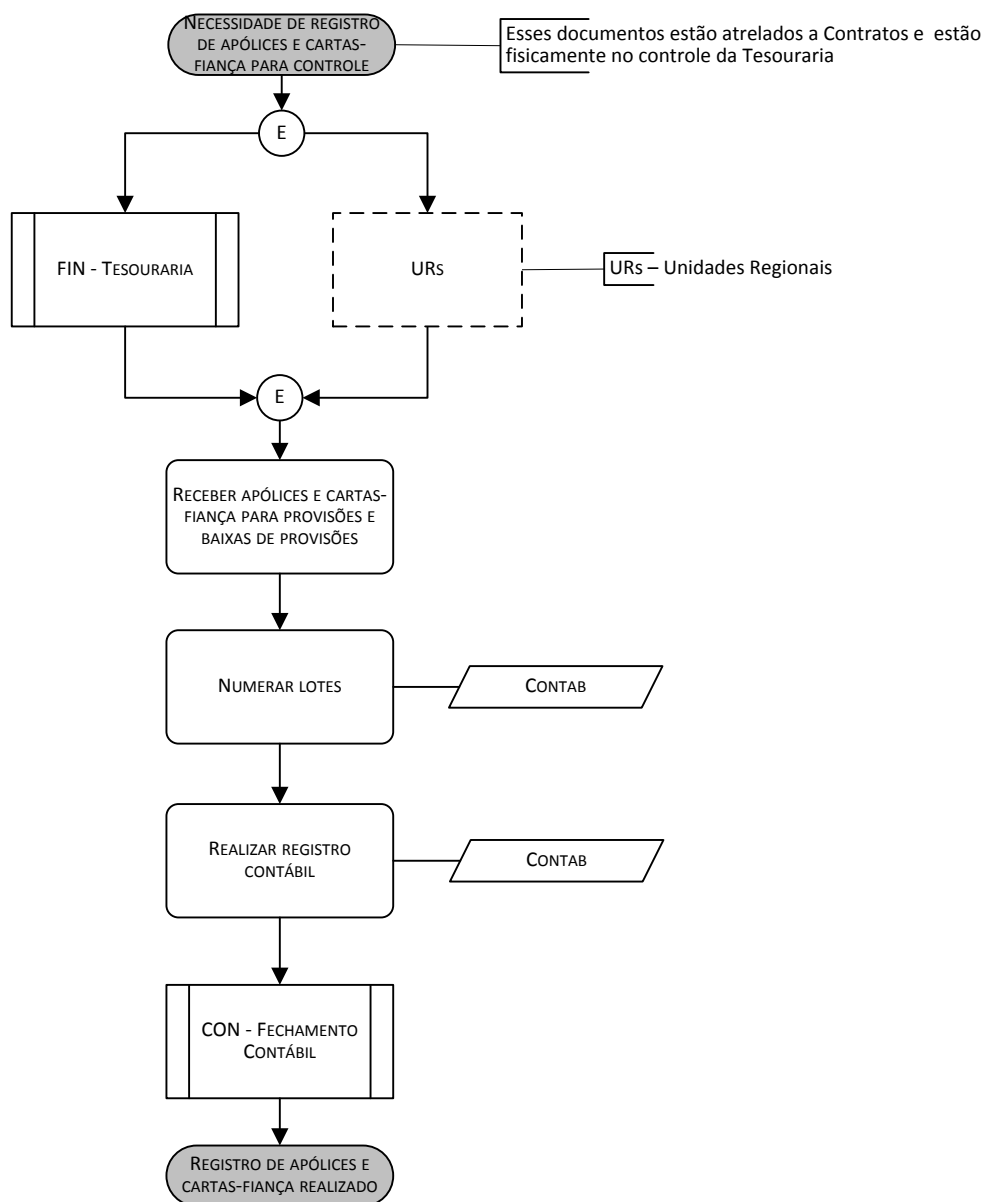 NECESSIDADE DE REGISTRO
DE APÓLICES E CARTAS-
FIANÇA PARA CONTROLE
Esses documentos estão atrelados a Contratos e estão
fisicamente no controle da Tesouraria
E
FIN - TESOURARIA
URS
URs – Unidades Regionais
E
RECEBER APÓLICES E CARTAS-
FIANÇA PARA PROVISÕES E
BAIXAS DE PROVISÕES
NUMERAR LOTES
CONTAB
REALIZAR REGISTRO
CONTÁBIL
CONTAB
CON - FECHAMENTO
CONTÁBIL
REGISTRO DE APÓLICES E
CARTAS-FIANÇA REALIZADO